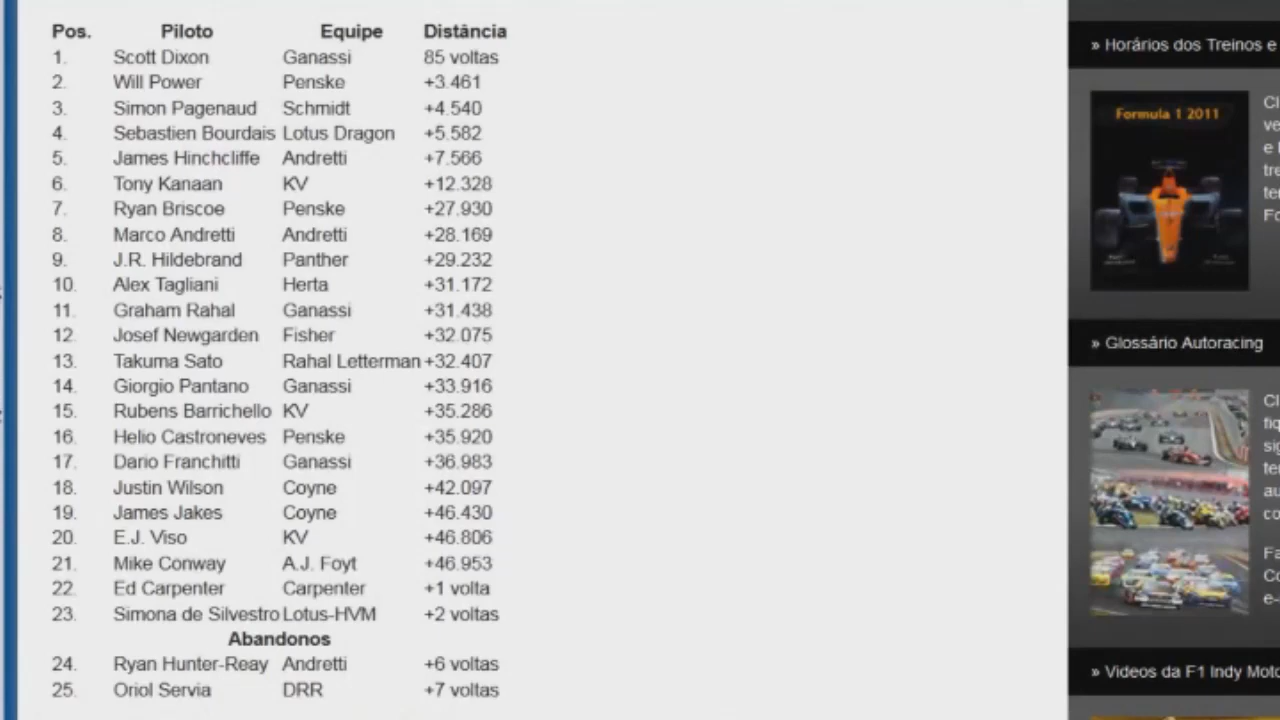 Pos. Piloto Equipe Distância
1. Scott Dixon Ganassi 85 voltas
2. Will Power Penske +3.461
3. Simon Pagenaud Schmidt +4.540
4. Sebastien Bourdais Lotus Dragon +5.582
5. James Hinchcliffe Andretti +7.566
6. Tony Kanaan KV +12.328
7. Ryan Briscoe Penske +27.930
8. Marco Andretti Andretti +28.169
9. J.R. Hildebrand Panther +29.232
10. Alex Tagliani Herta +31.172
11. Graham Rahal Ganassi +31.438
12. Josef Newgarden Fisher +32.075
13. Takuma Sato Rahal Letterman +32.407
14. Giorgio Pantano Ganassi +33.916
15. Rubens Barrichello KV +35.286
16. Helio Castroneves Penske +35.920
17. Dario Franchitti Ganassi +36.983
18. Justin Wilson Coyne +42.097
19. James Jakes Coyne +46.430
20. E.J. Viso KV +46.806
21. Mike Conway A.J. Foyt +46.953
22. Ed Carpenter Carpenter +1 volta
23. Simona de Silvestro Lotus-HVM +2 voltas
Abandonos
24. Ryan Hunter-Reay Andretti +6 voltas
25. Oriol Servia DRR +7 voltas
» Horários dos Treinos e
Formula 1 2011
» Glossário Autoracing
» Videos da F1 Indy Moto